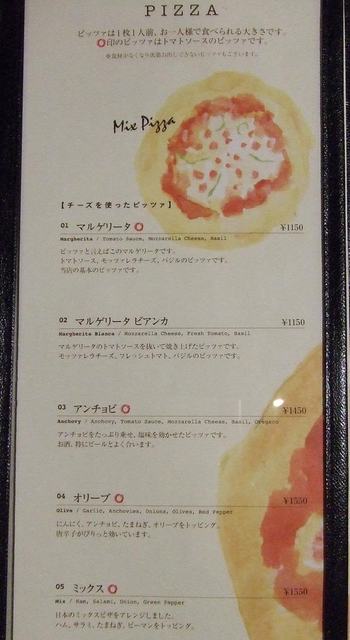 PIZZA
ピッツァは1枚1人前、お一人様で食べられる大きさです。
印のピッツァはトマトソースのピッツァです。
Mix Pizza
【チーズを使ったピッツァ】
01 マルゲリータ ¥1150
Margherita / Tomato Sauce, Mozzarella Cheese, Basil
ピッツァと言えばこのマルゲリータです。
トマトソース、モッツァレラチーズ、バジルのピッツァです。
当店の基本のピッツァです。
02 マルゲリータ ビアンカ ¥1150
Margherita Bianca / Mozzarella Cheese, Fresh Tomato, Basil
マルゲリータのトマトソースを抜いて焼き上げたピッツァです。
モッツァレラチーズ、フレッシュトマト、バジルのピッツァです。
03 アンチョビ ¥1450
Anchovy / Anchovy, Tomato Sauce, Mozzarella Cheese, Basil, Oregano
アンチョビをたっぷり乗せ、塩味を効かせたピッツァです。
お酒、特にビールとよく合います。
04 オリーブ ¥1550
Olive / Garlic, Anchovies, Onions, Olives, Red Pepper
にんにく、アンチョビ、たまねぎ、オリーブをトッピング。
唐辛子がぴりっと効いています。
05 ミックス ¥1550
Mix / Ham, Salami, Onion, Green Pepper
日本のミックスピザをアレンジしました。
ハム、サラミ、たまねぎ、ピーマンをトッピング。